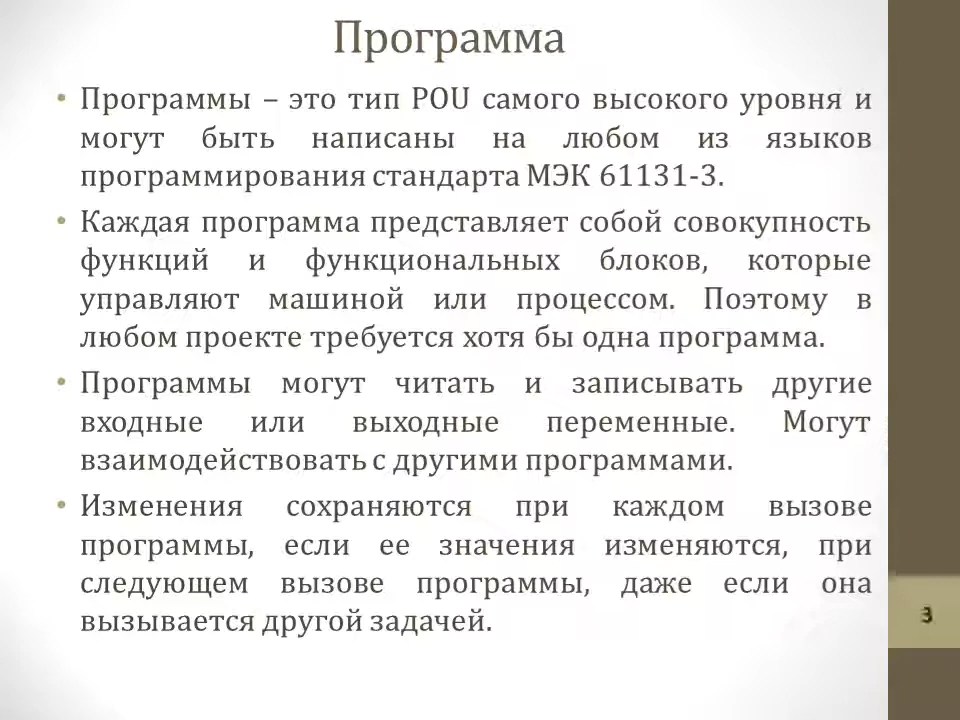 Программа
• Программы – это тип POU самого высокого уровня и
могут быть написаны на любом из языков
программирования стандарта МЭК 61131-3.
• Каждая программа представляет собой совокупность
функций и функциональных блоков, которые
управляют машиной или процессом. Поэтому в
любом проекте требуется хотя бы одна программа.
• Программы могут читать и записывать другие
входные или выходные переменные. Могут
взаимодействовать с другими программами.
• Изменения сохраняются при каждом вызове
программы, если ее значения изменяются, при
следующем вызове программы, даже если она
вызывается другой задачей.
3